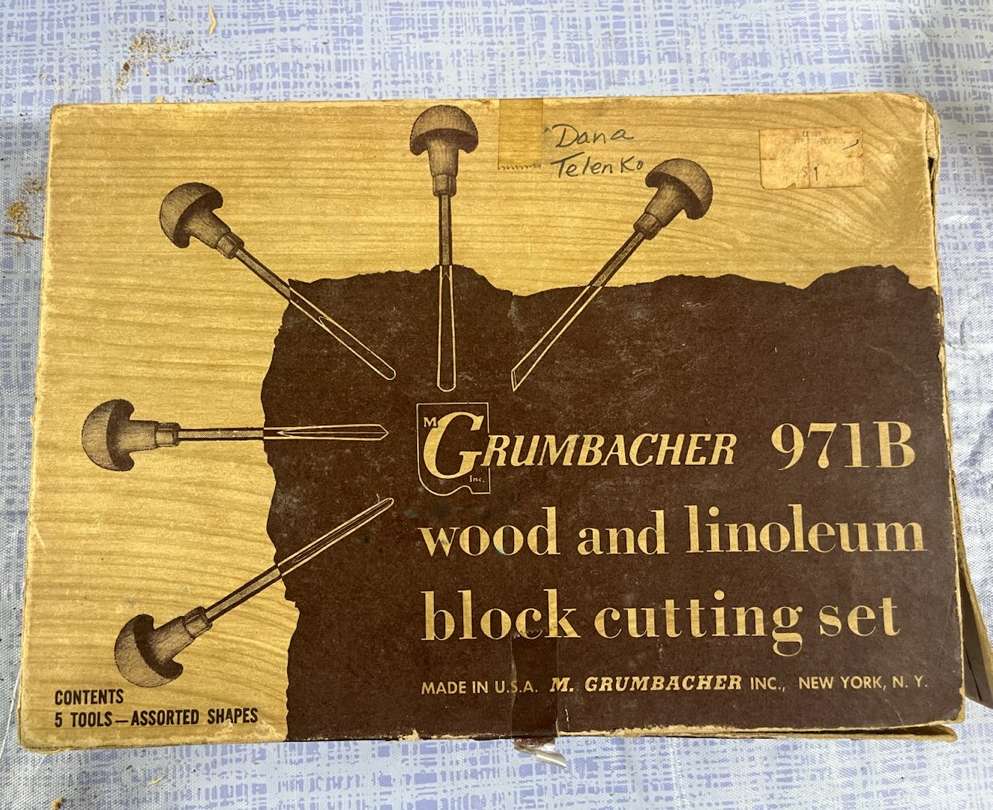 Dana
Telenko
$1
M GRUMBACHER 971B
Inc.
wood and linoleum
block cutting set
MADE IN U.S.A. M. GRUMBACHER INC., NEW YORK, N. Y.
CONTENTS
5 TOOLS—ASSORTED SHAPES